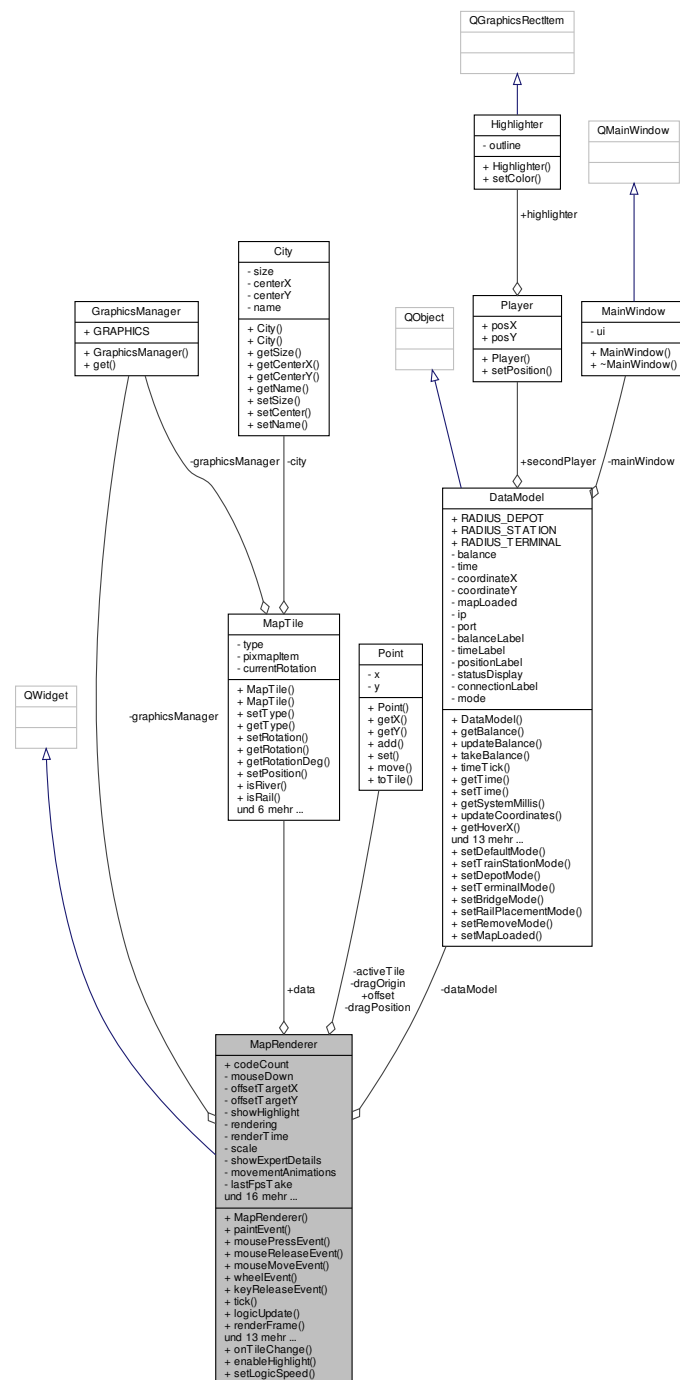 QGraphicsRectItem
Highlighter
- outline
+ Highlighter()
+ setColor()
QMainWindow
+highlighter
City
- size
- centerX
- centerY
- name
+ City()
+ City()
+ getSize()
+ getCenterX()
+ getCenterY()
+ getName()
+ setSize()
+ setCenter()
+ setName()
GraphicsManager
+ GRAPHICS
+ GraphicsManager()
+ get()
QObject
Player
+ posX
+ posY
+ Player()
+ setPosition()
MainWindow
- ui
+ MainWindow()
+ ~MainWindow()
-graphicsManager
-city
+secondPlayer
-mainWindow
DataModel
+ RADIUS_DEPOT
+ RADIUS_STATION
+ RADIUS_TERMINAL
- balance
- time
- coordinateX
- coordinateY
- mapLoaded
- ip
- port
- balanceLabel
- timeLabel
- positionLabel
- statusDisplay
- connectionLabel
- mode
+ DataModel()
+ getBalance()
+ updateBalance()
+ takeBalance()
+ timeTick()
+ getTime()
+ setTime()
+ getSystemMillis()
+ updateCoordinates()
+ getHoverX()
und 13 mehr ...
+ setDefaultMode()
+ setTrainStationMode()
+ setDepotMode()
+ setTerminalMode()
+ setBridgeMode()
+ setRailPlacementMode()
+ setRemoveMode()
+ setMapLoaded()
MapTile
- type
- pixmapItem
- currentRotation
+ MapTile()
+ MapTile()
+ setType()
+ getType()
+ setRotation()
+ getRotation()
+ getRotationDeg()
+ setPosition()
+ isRiver()
+ isRail()
und 6 mehr ...
Point
- x
- y
+ Point()
+ getX()
+ getY()
+ add()
+ set()
+ move()
+ toTile()
QWidget
-graphicsManager
+data
-activeTile
-dragOrigin
+offset
-dragPosition
-dataModel
MapRenderer
+ codeCount
- mouseDown
- offsetTargetX
- offsetTargetY
- showHighlight
- rendering
- renderTime
- scale
- showExpertDetails
- movementAnimations
- lastFpsTake
und 16 mehr ...
+ MapRenderer()
+ paintEvent()
+ mousePressEvent()
+ mouseReleaseEvent()
+ mouseMoveEvent()
+ wheelEvent()
+ keyReleaseEvent()
+ tick()
+ logicUpdate()
+ renderFrame()
und 13 mehr ...
+ onTileChange()
+ enableHighlight()
+ setLogicSpeed()